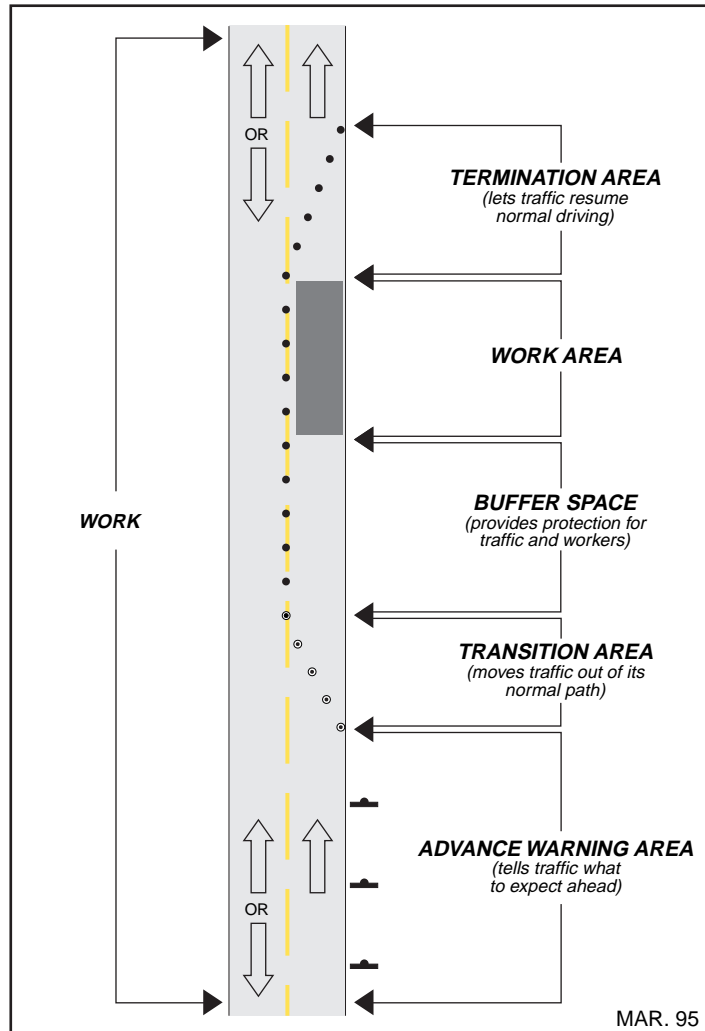 OR
TERMINATION AREA
(lets traffic resume
normal driving)
WORK AREA
WORK
BUFFER SPACE
(provides protection for
traffic and workers)
TRANSITION AREA
(moves traffic out of its
normal path)
ADVANCE WARNING AREA
(tells traffic what
to expect ahead)
OR
MAR. 95